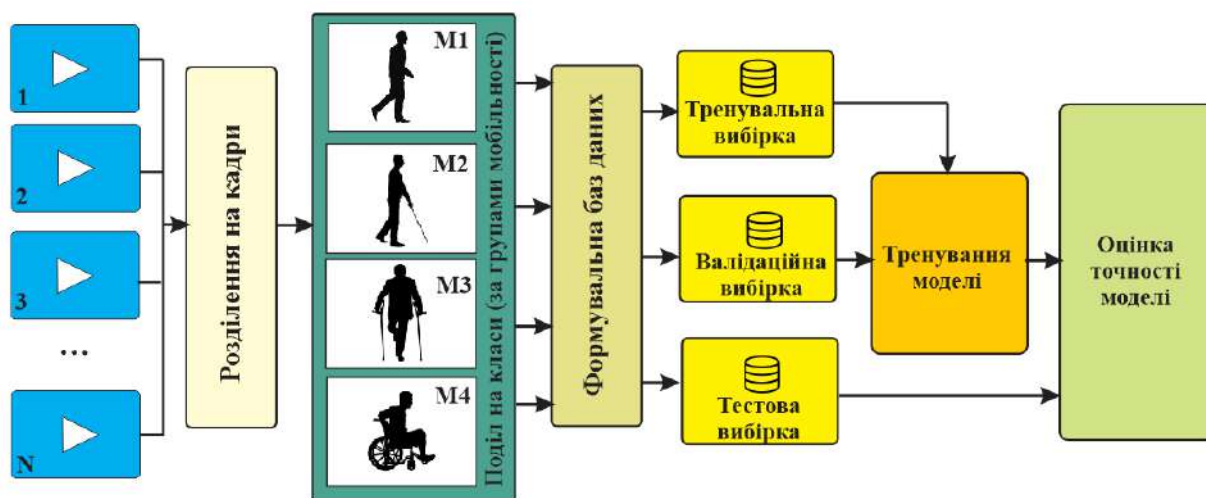 1
2
3
...
N
Розділення на кадри
M1
M2
M3
M4
Поділ на класи (за групами мобільності)
Формувальна баз даних
Тренувальна
вибірка
Валідаційна
вибірка
Тестова
вибірка
Тренування
моделі
Оцінка
точності
моделі